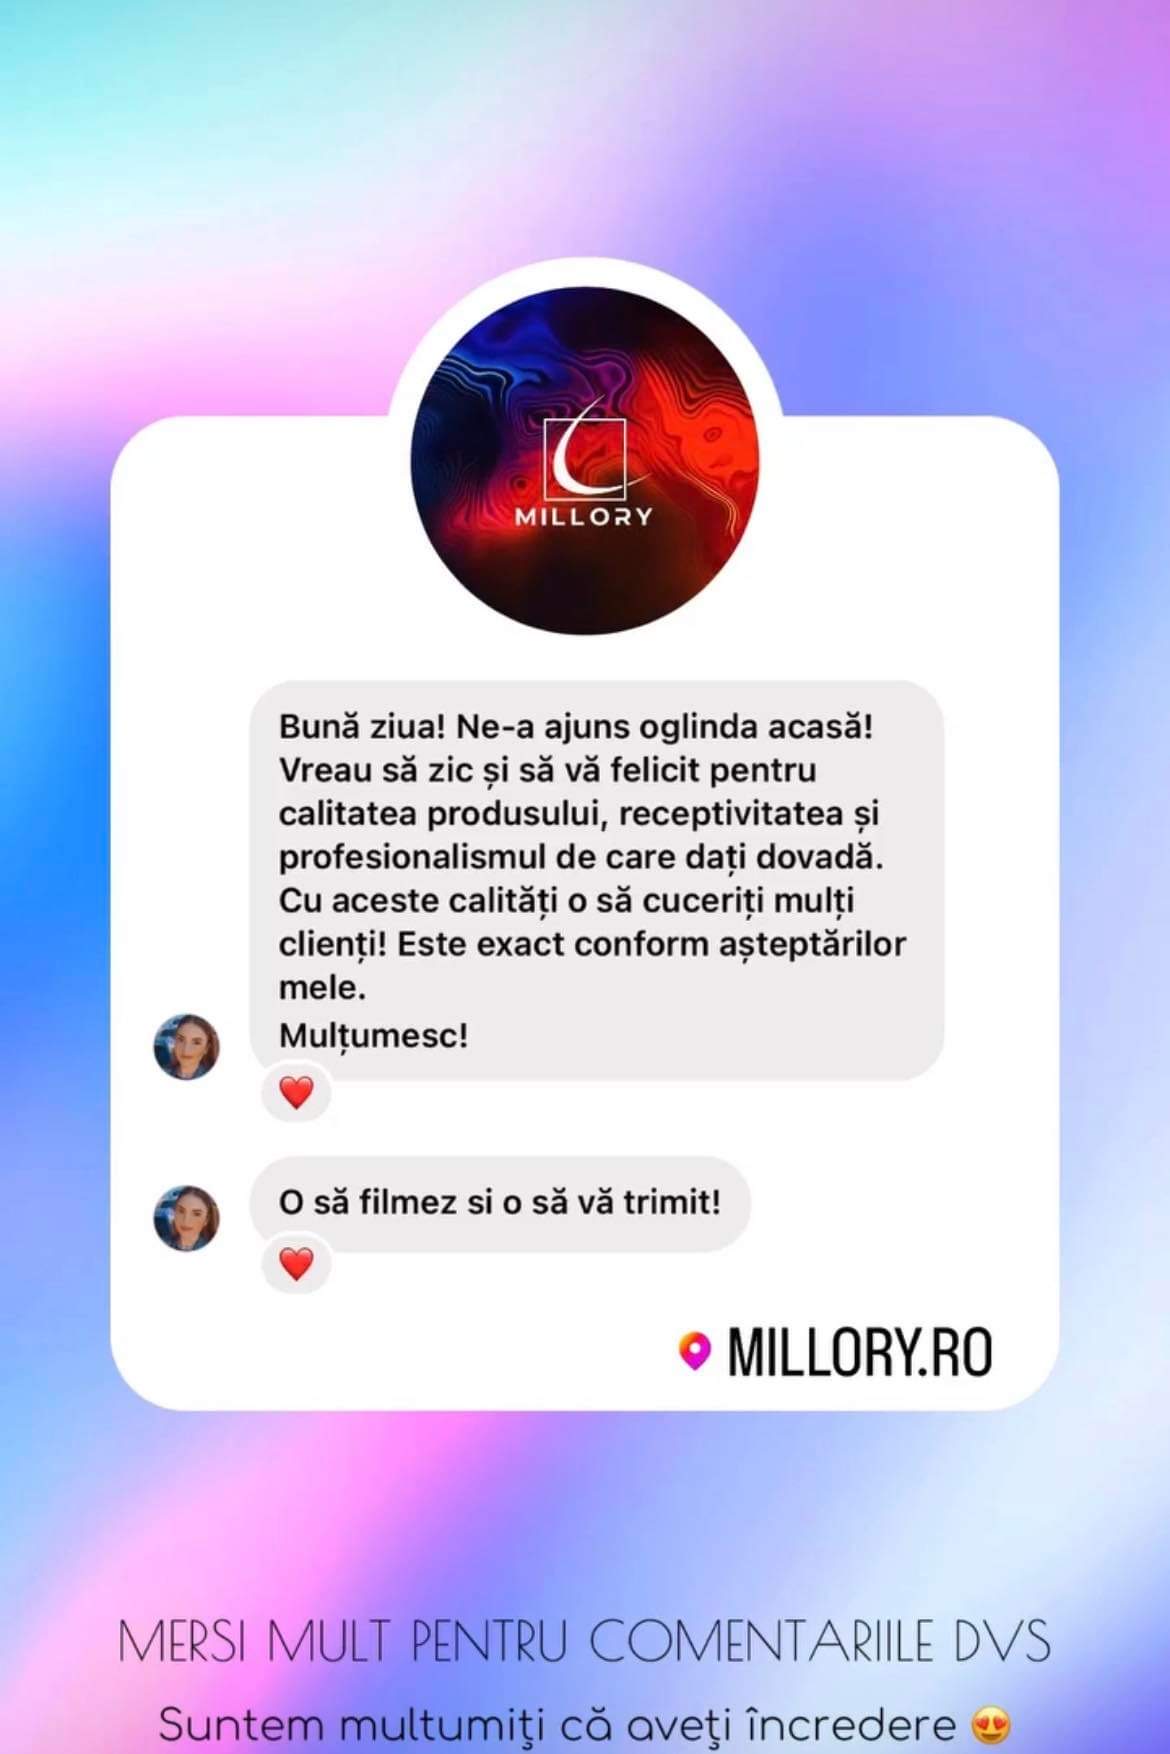 MILLORY
Bună ziua! Ne-a ajuns oglinda acasă!
Vreau să zic și să vă felicit pentru
calitatea produsului, receptivitatea și
profesionalismul de care dați dovadă.
Cu aceste calități o să cuceriți mulți
clienți! Este exact conform așteptărilor
mele.
Mulțumesc!
❤️
O să filmez si o să vă trimit!
❤️
MILLORY.RO
MERSI MULT PENTRU COMENTARIILE DVS
Suntem multumiți că aveți încredere 😍